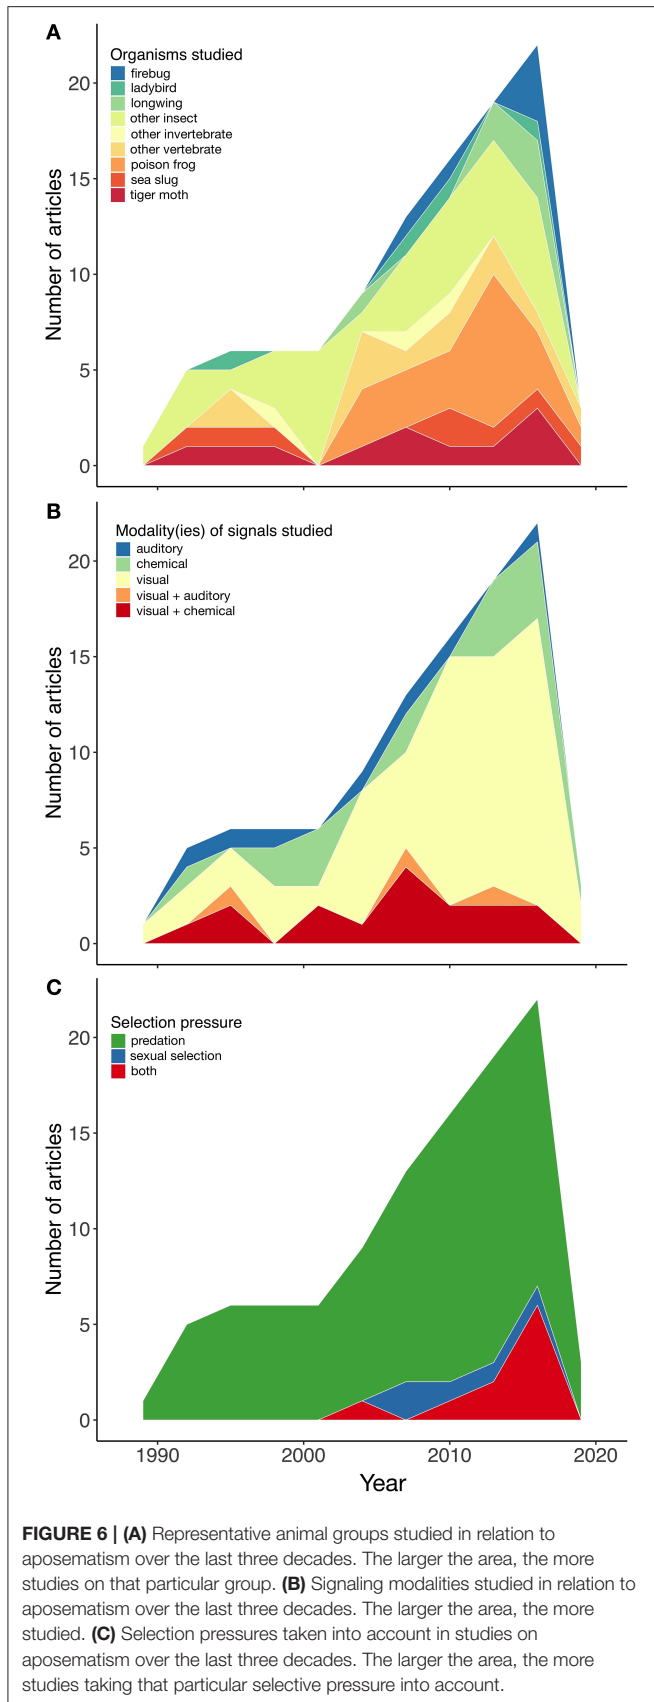 A
Organisms studied
firebug
ladybird
longwing
other insect
other invertebrate
other vertebrate
poison frog
sea slug
tiger moth
Number of articles
20
15
10
5
0
B
Modality(ies) of signals studied
auditory
chemical
visual
visual + auditory
visual + chemical
Number of articles
20
15
10
5
0
C
Selection pressure
predation
sexual selection
both
Number of articles
20
15
10
5
0
1990 2000 2010 2020
Year
FIGURE 6 | (A) Representative animal groups studied in relation to
aposematism over the last three decades. The larger the area, the more
studies on that particular group. (B) Signaling modalities studied in relation to
aposematism over the last three decades. The larger the area, the more
studied. (C) Selection pressures taken into account in studies on
aposematism over the last three decades. The larger the area, the more
studies taking that particular selective pressure into account.